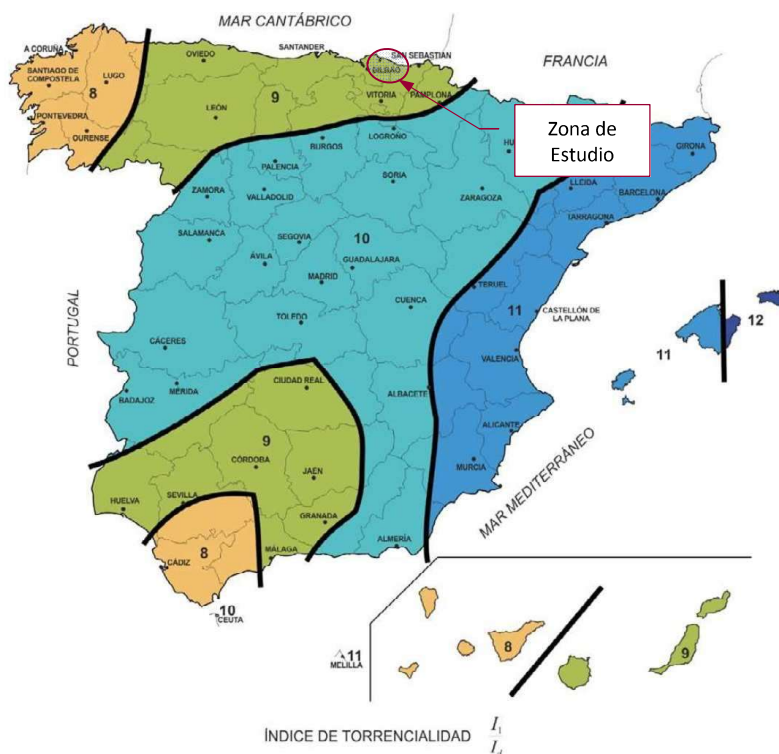 MAR CANTÁBRICO
A CORUÑA
SANTIAGO DE
COMPOSTELA
LUGO
8
PONTEVEDRA
OURENSE
OVIEDO
SANTANDER
SAN SEBASTIAN
BILBAO
FRANCIA
LEÓN
9
VITORIA
PAMPLONA
Zona de
Estudio
BURGOS
LOGROÑO
HU
GIRONA
PALENCIA
ZAMORA
VALLADOLID
SORIA
ZARAGOZA
LLEIDA
BARCELONA
TARRAGONA
SALAMANCA
SEGOVIA
10
ÁVILA
GUADALAJARA
MADRID
TERUEL
PORTUGAL
CUENCA
11
CASTELLÓN DE
LA PLANA
12
TOLEDO
CÁCERES
VALENCIA
11
BADAJOZ
MÉRIDA
CIUDAD REAL
ALBACETE
ALICANTE
9
CÓRDOBA
JAÉN
MURCIA
MAR MEDITERRÁNEO
HUELVA
SEVILLA
GRANADA
8
CÁDIZ
MÁLAGA
ALMERÍA
10
CEUTA
11
MELILLA
8
9
ÍNDICE DE TORRENCIALIDAD I₁
I